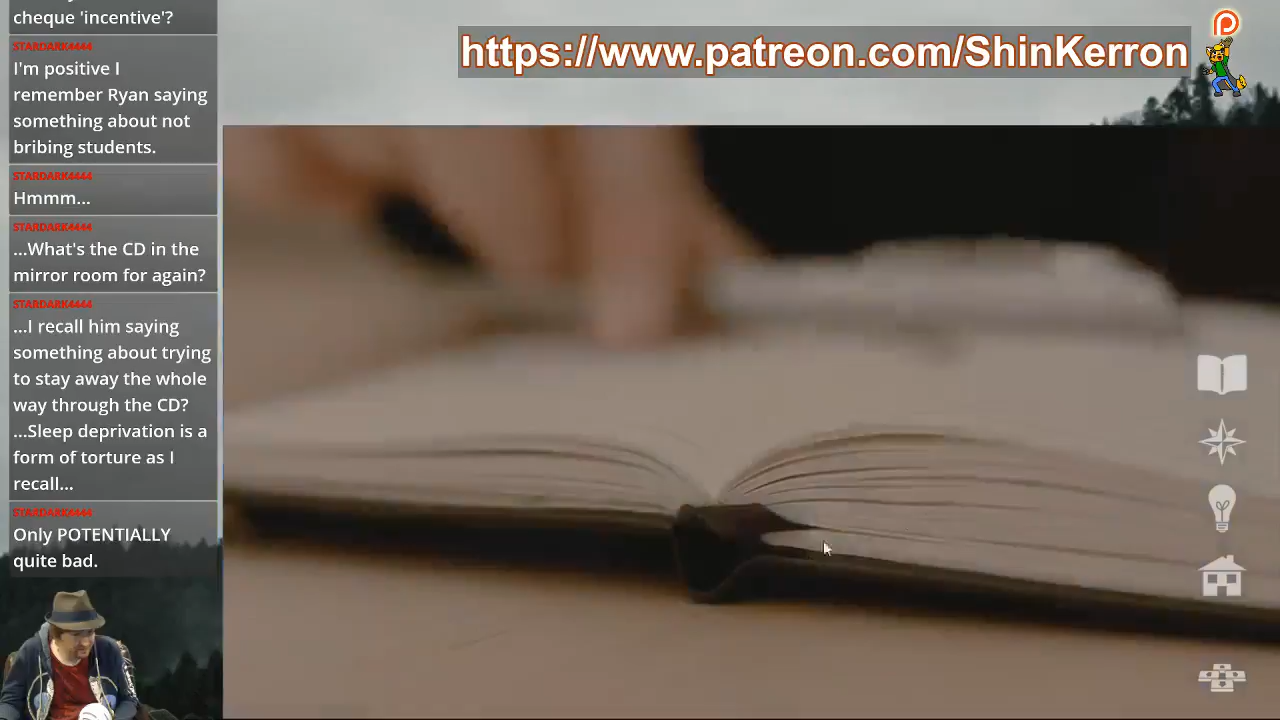 cheque 'incentive'?
STARDARK4444
I'm positive I
remember Ryan saying
something about not
bribing students.
STARDARK4444
Hmmm...
STARDARK4444
...What's the CD in the
mirror room for again?
STARDARK4444
...I recall him saying
something about trying
to stay away the whole
way through the CD?
...Sleep deprivation is a
form of torture as I
recall...
STARDARK4444
Only POTENTIALLY
quite bad.
https://www.patreon.com/ShinKerron